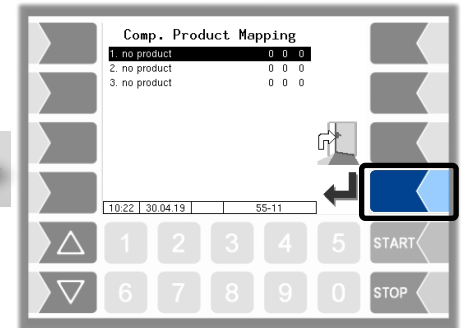 Comp. Product Mapping
1. no product 0 0 0
2. no product 0 0 0
3. no product 0 0 0
10:22 30.04.19 55-11
1 2 3 4 5 START
6 7 8 9 0 STOP